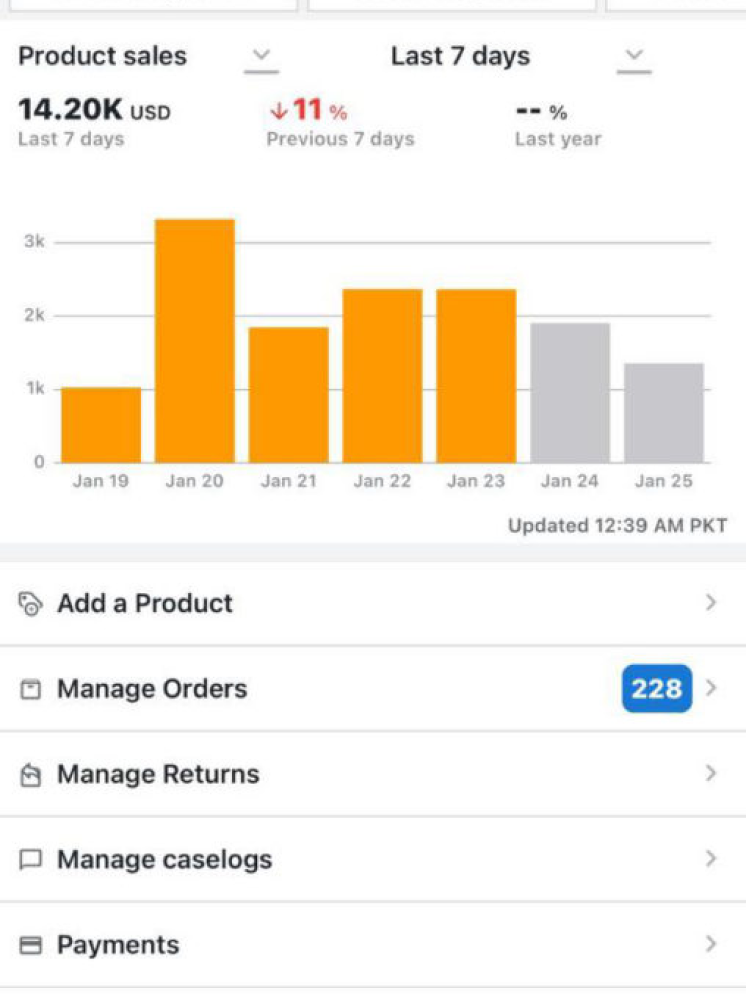 Product sales Last 7 days
14.20K USD ↓ 11 % -- %
Last 7 days Previous 7 days Last year
3k
2k
1k
0
Jan 19 Jan 20 Jan 21 Jan 22 Jan 23 Jan 24 Jan 25
Updated 12:39 AM PKT
Add a Product
Manage Orders 228
Manage Returns
Manage caselogs
Payments